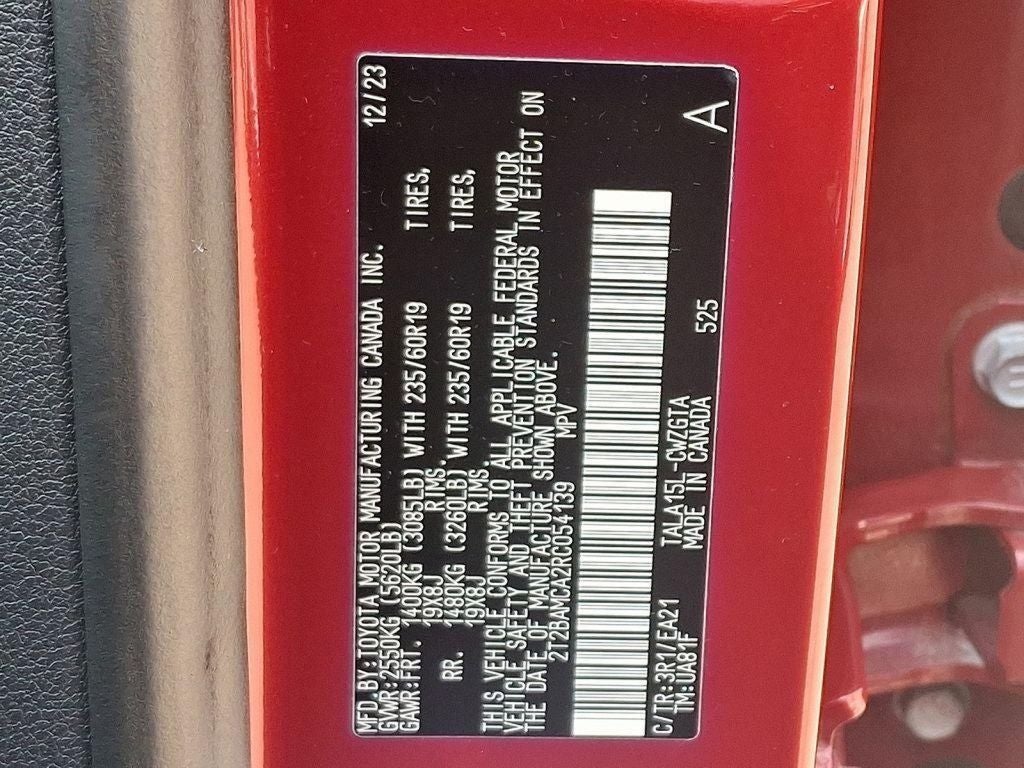 MFD.BY:TOYOTA MOTOR MANUFACTURING CANADA INC. 12/23
GVWR:2550KG (5620LB)
GAWR:FRT. 1400KG (3085LB) WITH 235/60R19 TIRES,
19X8J RIMS.
RR. 1480KG (3260LB) WITH 235/60R19 TIRES,
19X8J RIMS.
THIS VEHICLE CONFORMS TO ALL APPLICABLE FEDERAL MOTOR
VEHICLE SAFETY AND THEFT PREVENTION STANDARDS IN EFFECT ON
THE DATE OF MANUFACTURE SHOWN ABOVE.
2T2BAMCA2RC054139 MPV
C/TR:3R1/EA21 TALA15L-CWZGTA
TM:UA81F MADE IN CANADA 525 A